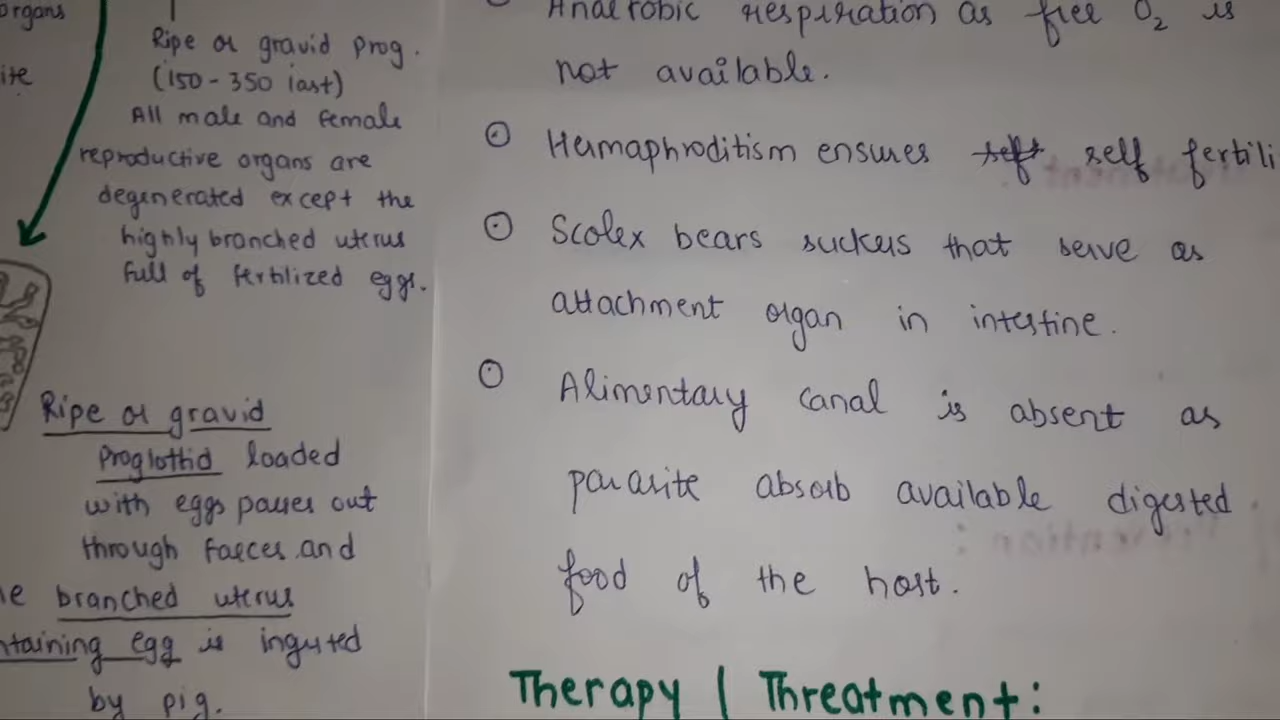 organs
Ripe or gravid prog.
(150-350 last)
All male and female
reproductive organs are
degenerated except the
highly branched uterus
full of fertilized eggs.
Ripe or gravid
Proglottid loaded
with eggs passes out
through faeces and
branched uterus
egg is ingested
by pig.
Anaerobic respiration as free O₂ is
not available.
⊙ Hermaphroditism ensures self
⊙ Scolex bears suckers that serve as
attachment organ in intestine.
⊙ Alimentary canal is absent as
parasite absorb available digested
food of the host.
Therapy | Threatment: